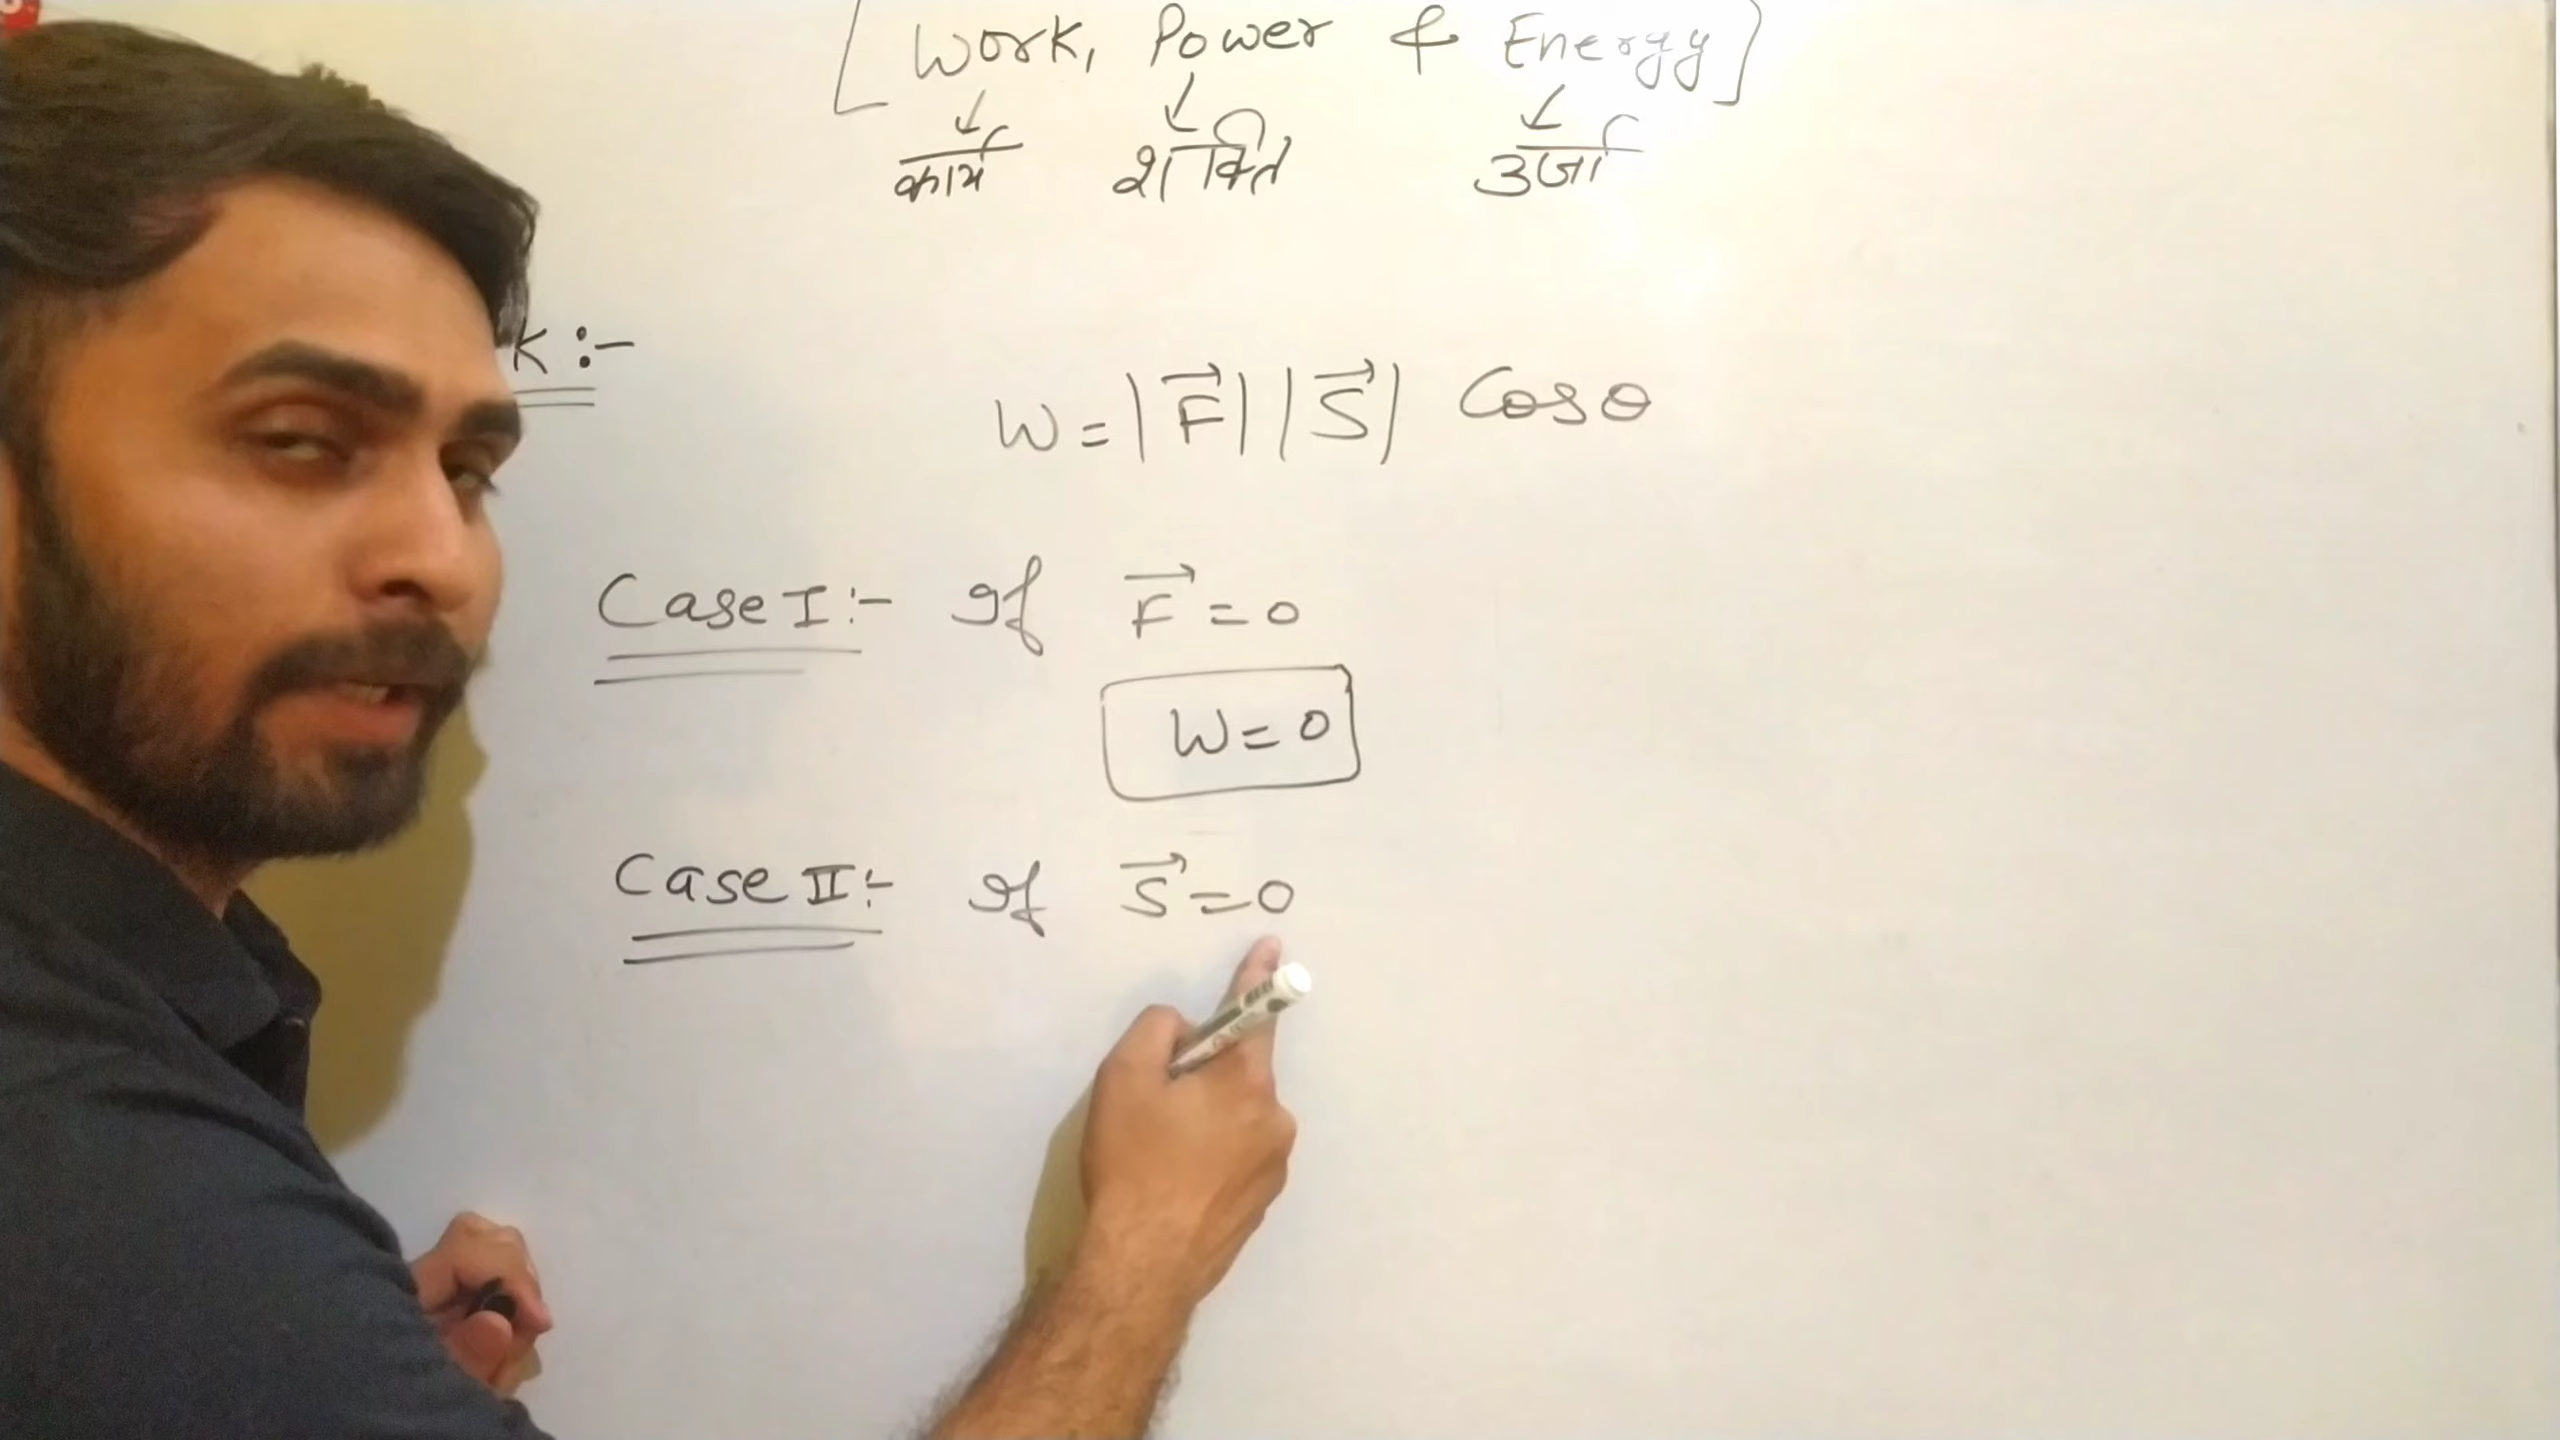 [Work, Power & Energy]
↙ ↙ ↙
कार्य शक्ति उर्जा
K :-
W = |F⃗| |S⃗| Cosθ
Case I :- If F⃗ = 0
W = 0
Case II :- If S⃗ = 0